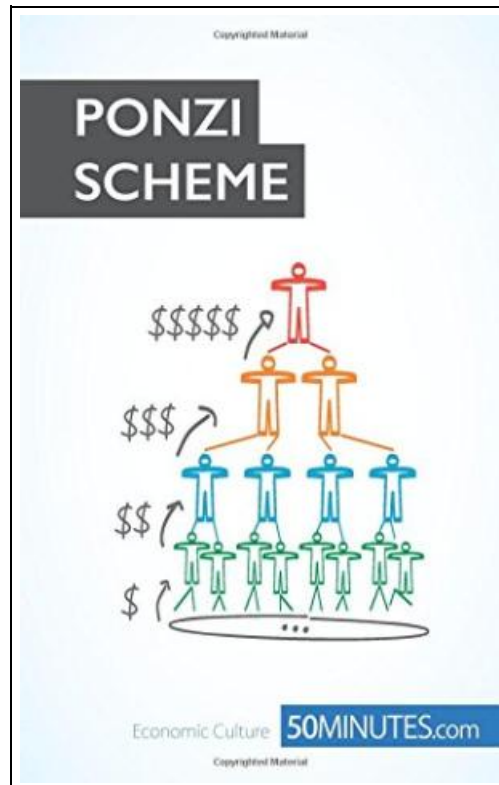 Copyrighted Material
PONZI
SCHEME
$$$$$
$$$
$$
$
...
Economic Culture 50MINUTES.com
Copyrighted Material